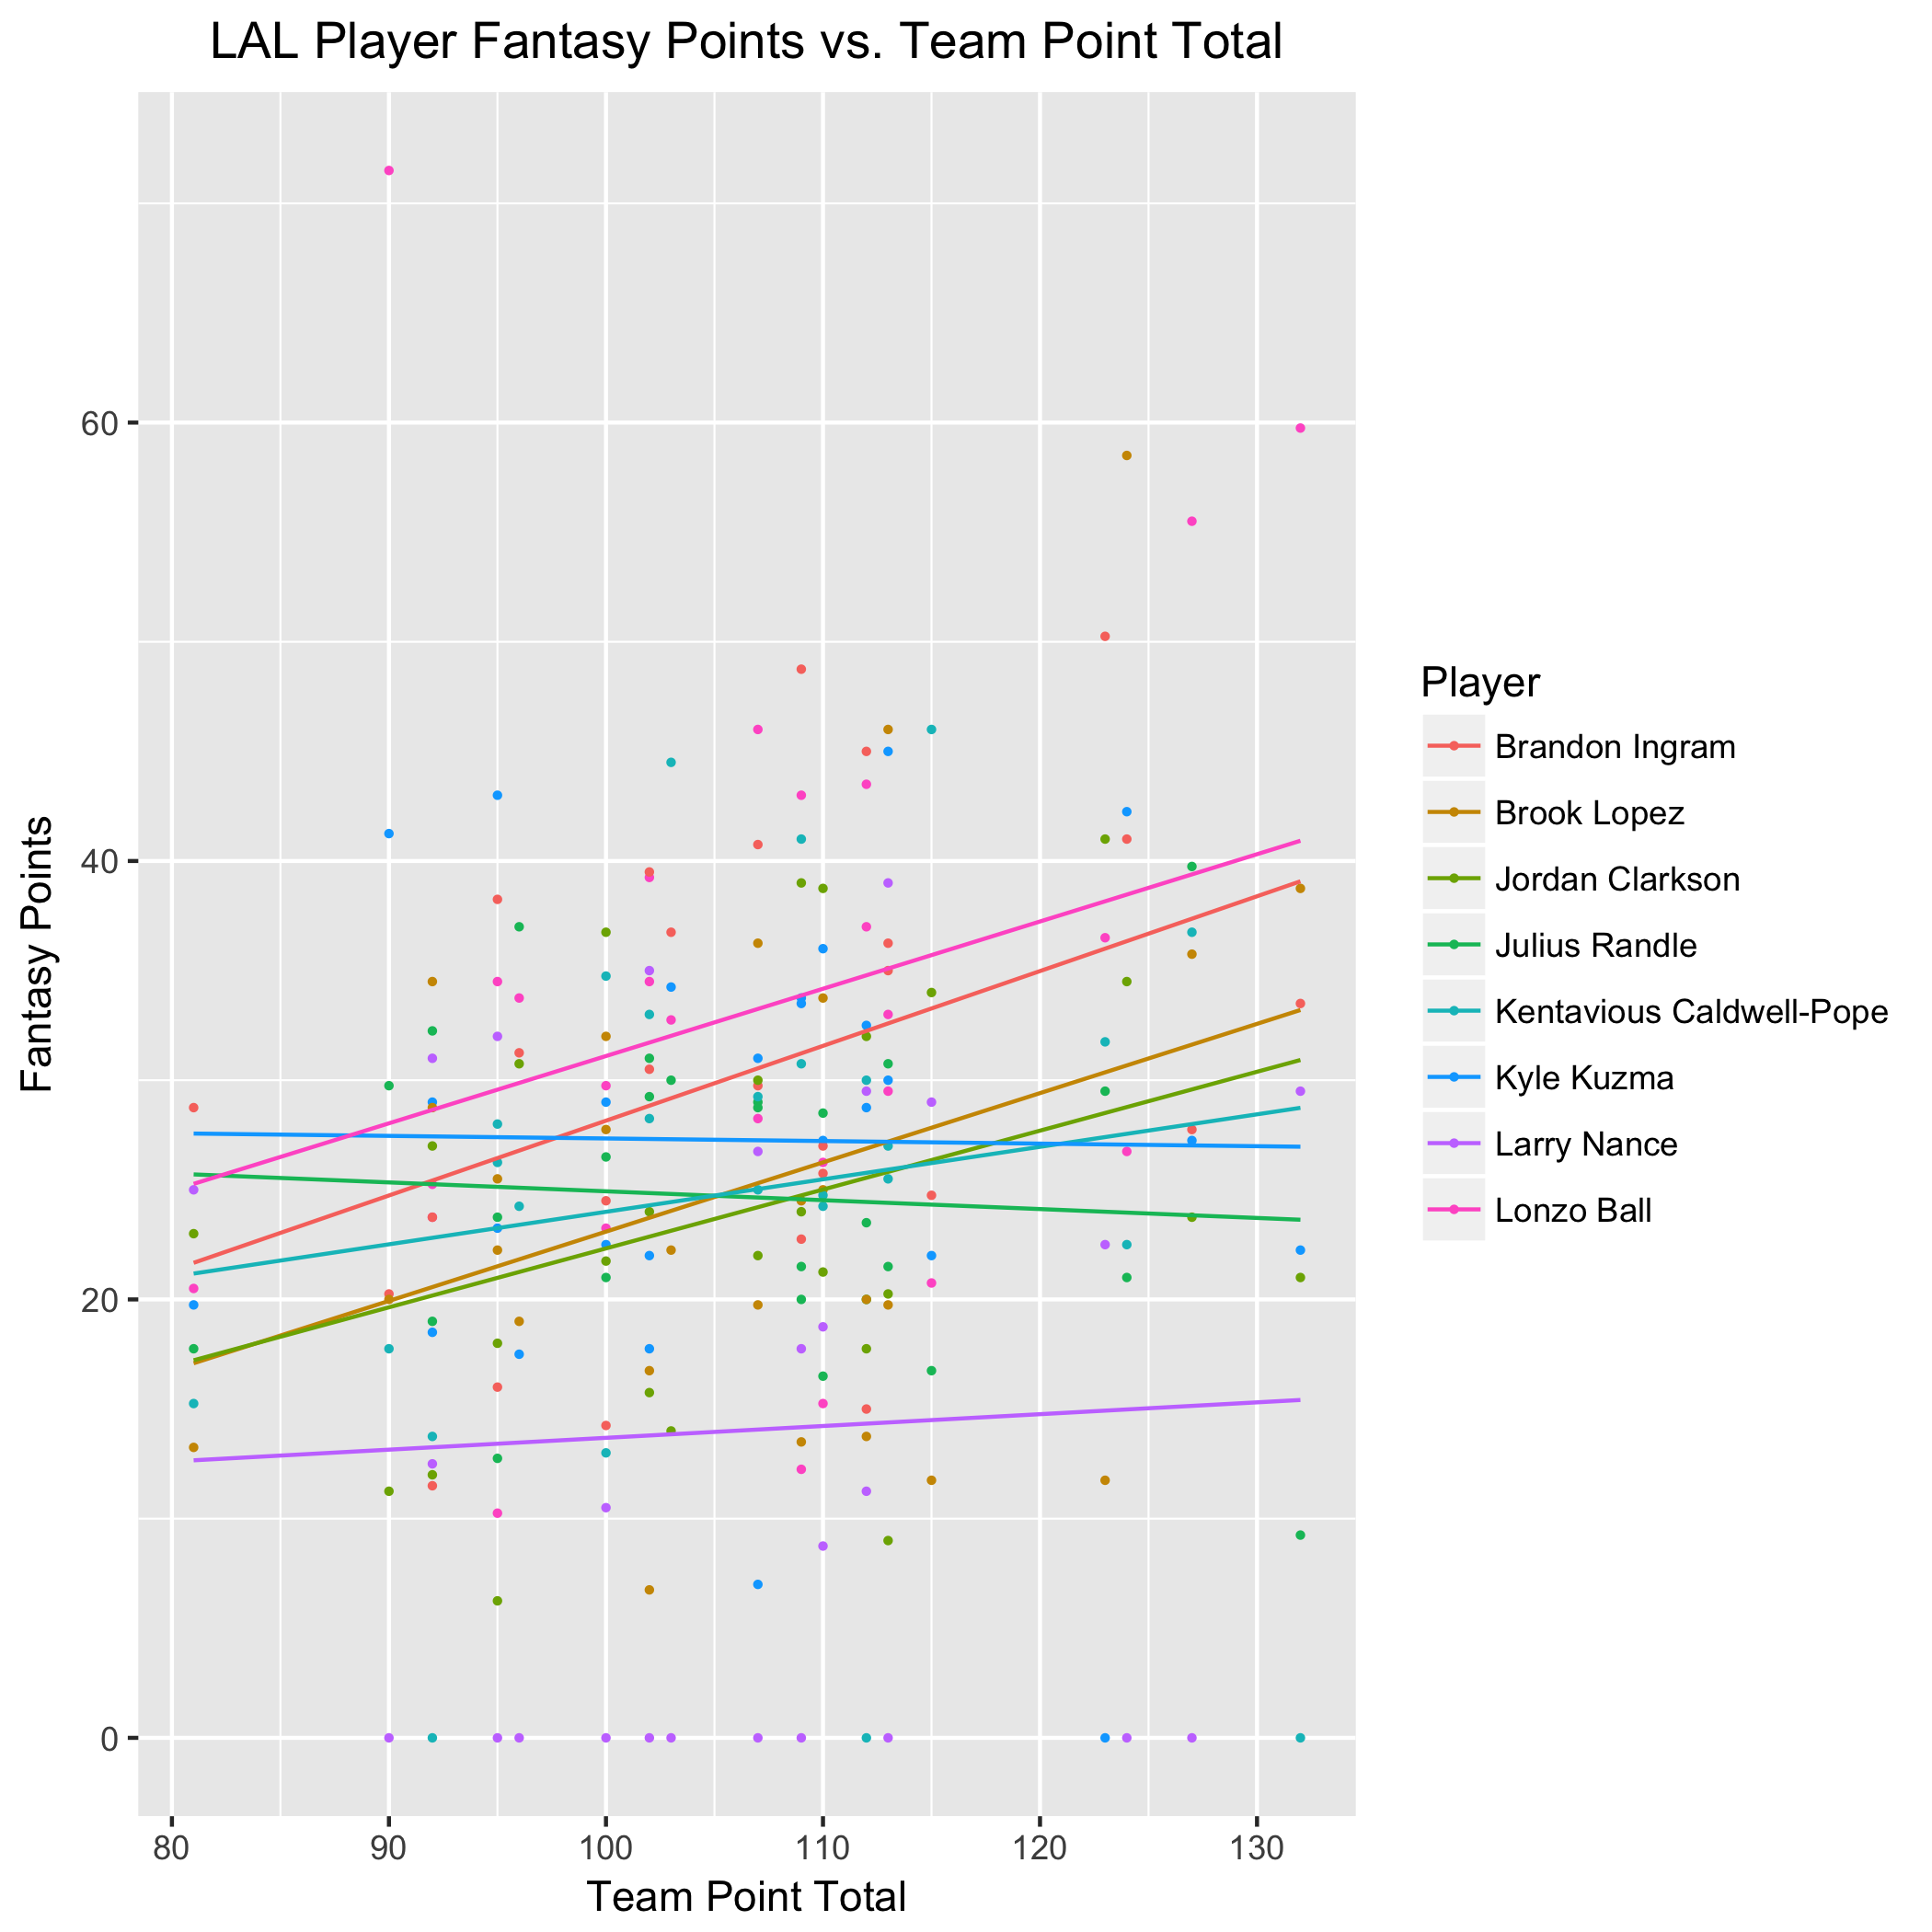 LAL Player Fantasy Points vs. Team Point Total
60
40
20
0
Fantasy Points
80 90 100 110 120 130
Team Point Total
Player
Brandon Ingram
Brook Lopez
Jordan Clarkson
Julius Randle
Kentavious Caldwell-Pope
Kyle Kuzma
Larry Nance
Lonzo Ball